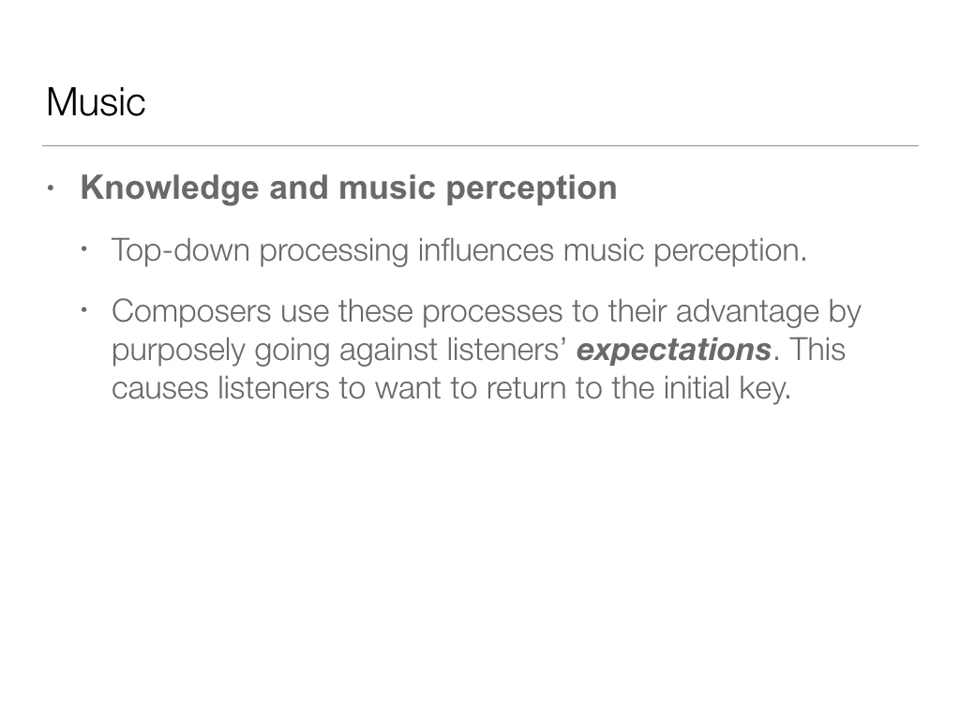 Music
• Knowledge and music perception
• Top-down processing influences music perception.
• Composers use these processes to their advantage by
purposely going against listeners’ expectations. This
causes listeners to want to return to the initial key.